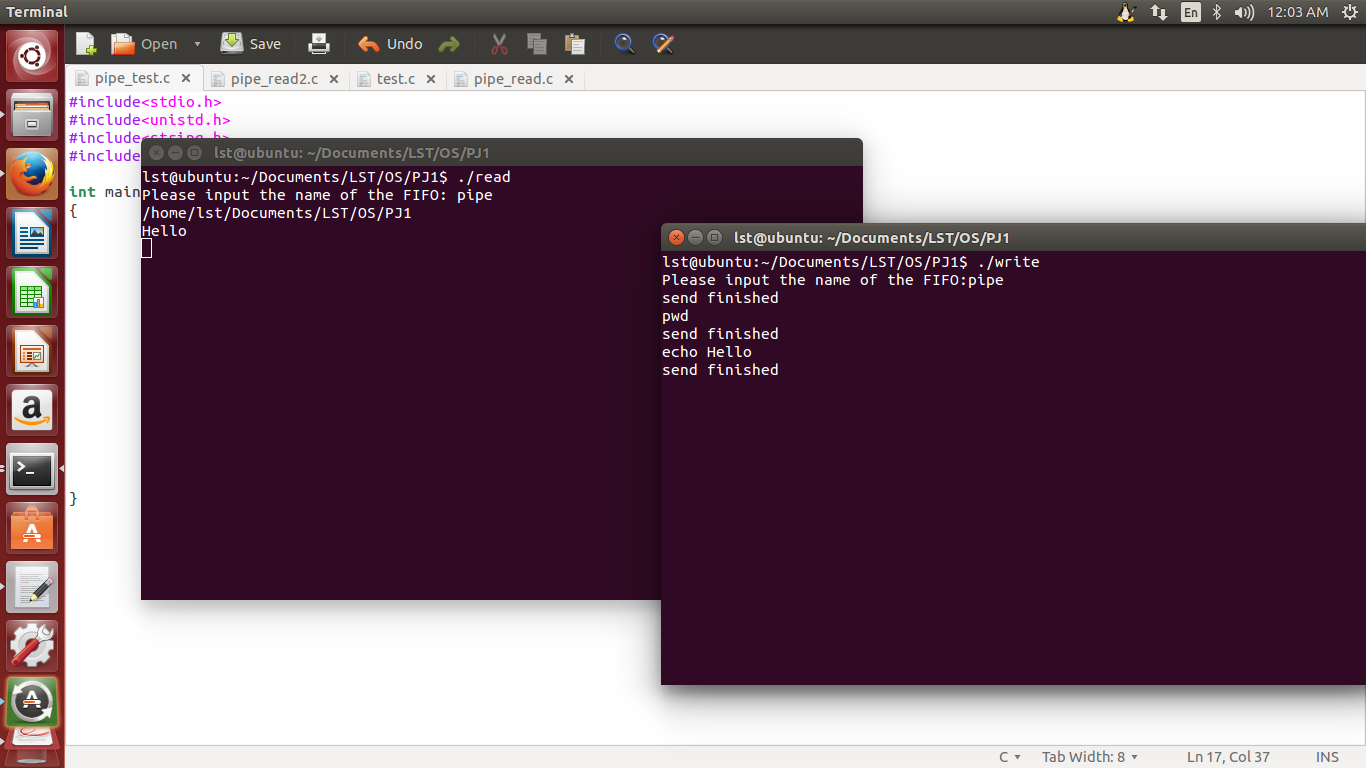 Terminal
En
12:03 AM
Open
Save
Undo
pipe_test.c
pipe_read2.c
test.c
pipe_read.c
#include<stdio.h>
#include<unistd.h>
#include<string.h>
#include
int main
{
}
lst@ubuntu: ~/Documents/LST/OS/PJ1
lst@ubuntu:~/Documents/LST/OS/PJ1$ ./read
Please input the name of the FIFO: pipe
/home/lst/Documents/LST/OS/PJ1
Hello
lst@ubuntu: ~/Documents/LST/OS/PJ1
lst@ubuntu:~/Documents/LST/OS/PJ1$ ./write
Please input the name of the FIFO:pipe
send finished
pwd
send finished
echo Hello
send finished
C
Tab Width: 8
Ln 17, Col 37
INS